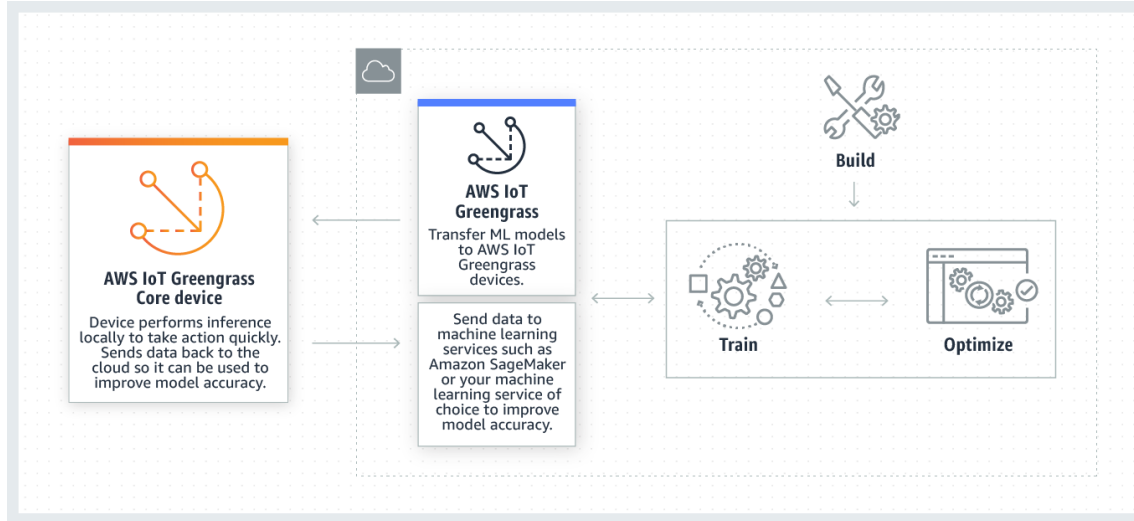 AWS IoT Greengrass
Core device
Device performs inference
locally to take action quickly.
Sends data back to the
cloud so it can be used to
improve model accuracy.
AWS IoT
Greengrass
Transfer ML models
to AWS IoT
Greengrass
devices.
Send data to
machine learning
services such as
Amazon SageMaker
or your machine
learning service of
choice to improve
model accuracy.
Build
Train
Optimize